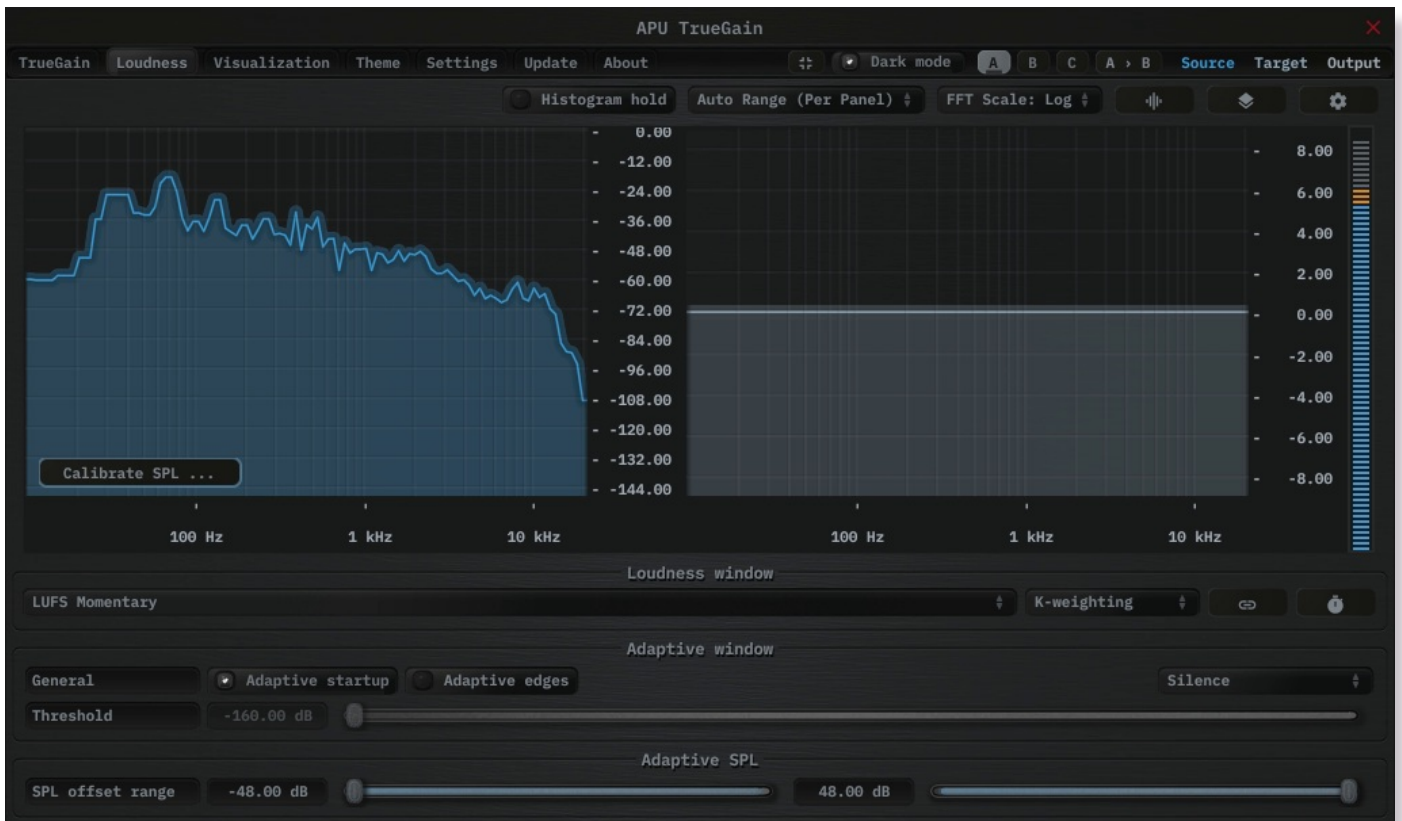 APU TrueGain
TrueGain Loudness Visualization Theme Settings Update About Dark mode A B C A › B Source Target Output
Histogram hold Auto Range (Per Panel) FFT Scale: Log
0.00
-12.00
-24.00
-36.00
-48.00
-60.00
-72.00
-84.00
-96.00
-108.00
-120.00
-132.00
-144.00
Calibrate SPL ...
100 Hz 1 kHz 10 kHz
8.00
6.00
4.00
2.00
0.00
-2.00
-4.00
-6.00
-8.00
100 Hz 1 kHz 10 kHz
Loudness window
LUFS Momentary K-weighting
Adaptive window
General Adaptive startup Adaptive edges Silence
Threshold -160.00 dB
Adaptive SPL
SPL offset range -48.00 dB 48.00 dB